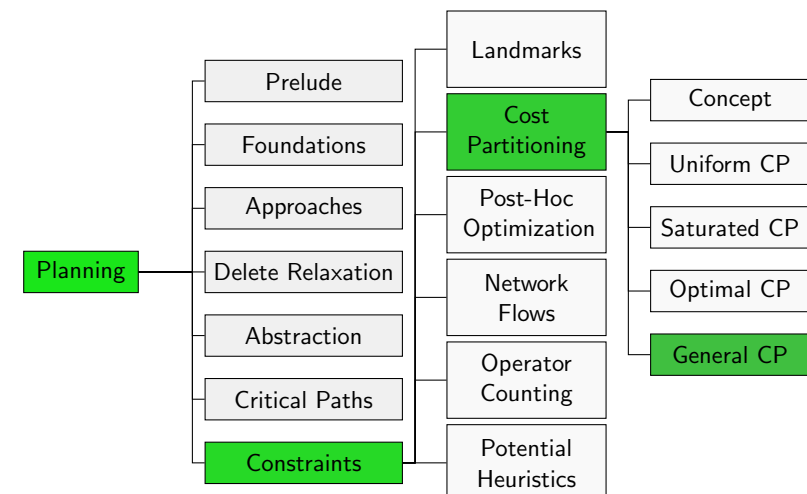 Planning
Prelude
Foundations
Approaches
Delete Relaxation
Abstraction
Critical Paths
Constraints
Landmarks
Cost
Partitioning
Post-Hoc
Optimization
Network
Flows
Operator
Counting
Potential
Heuristics
Concept
Uniform CP
Saturated CP
Optimal CP
General CP